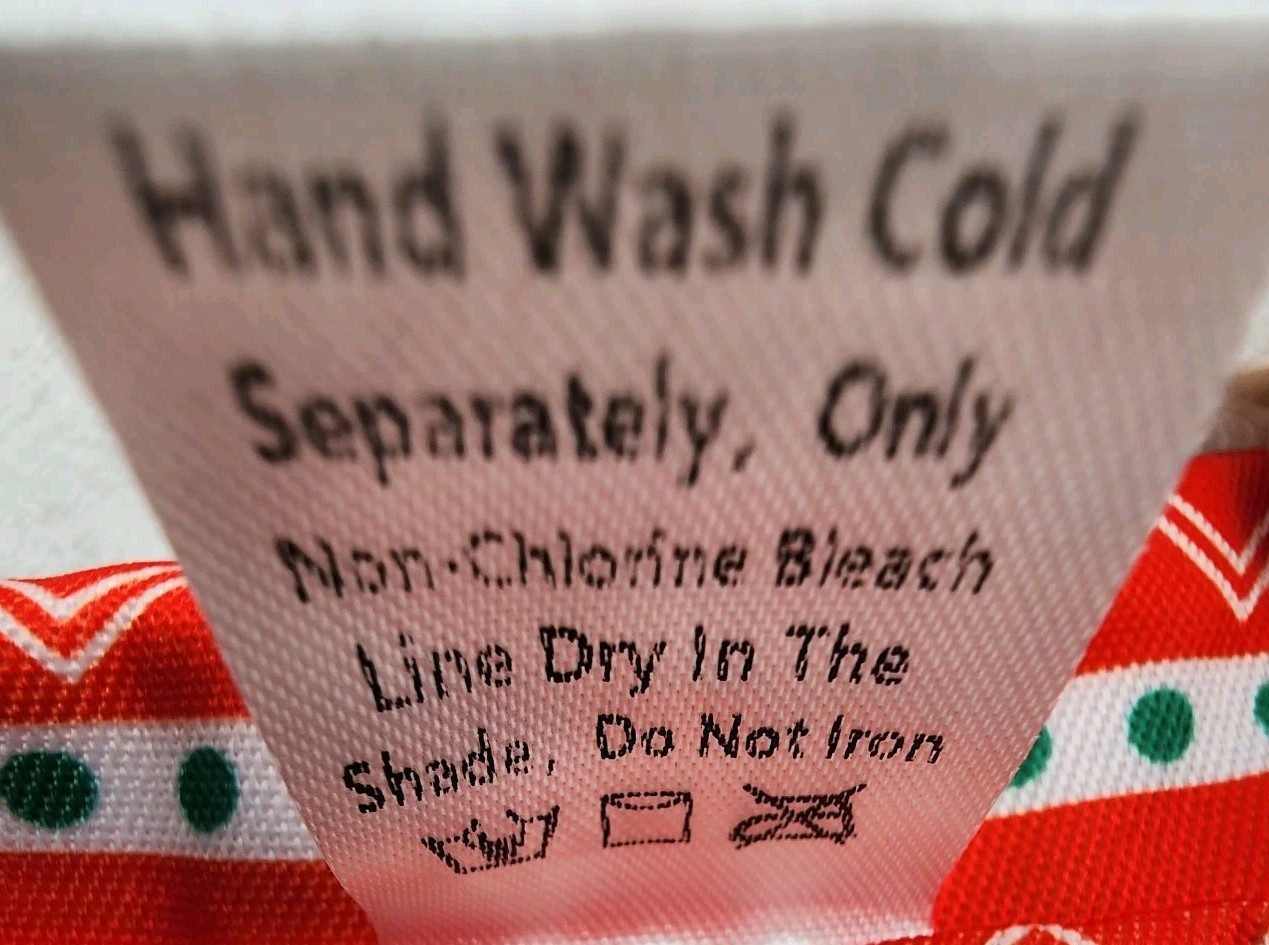 Hand Wash Cold
Separately, Only
Non-Chlorine Bleach
Line Dry In The
Shade, Do Not Iron